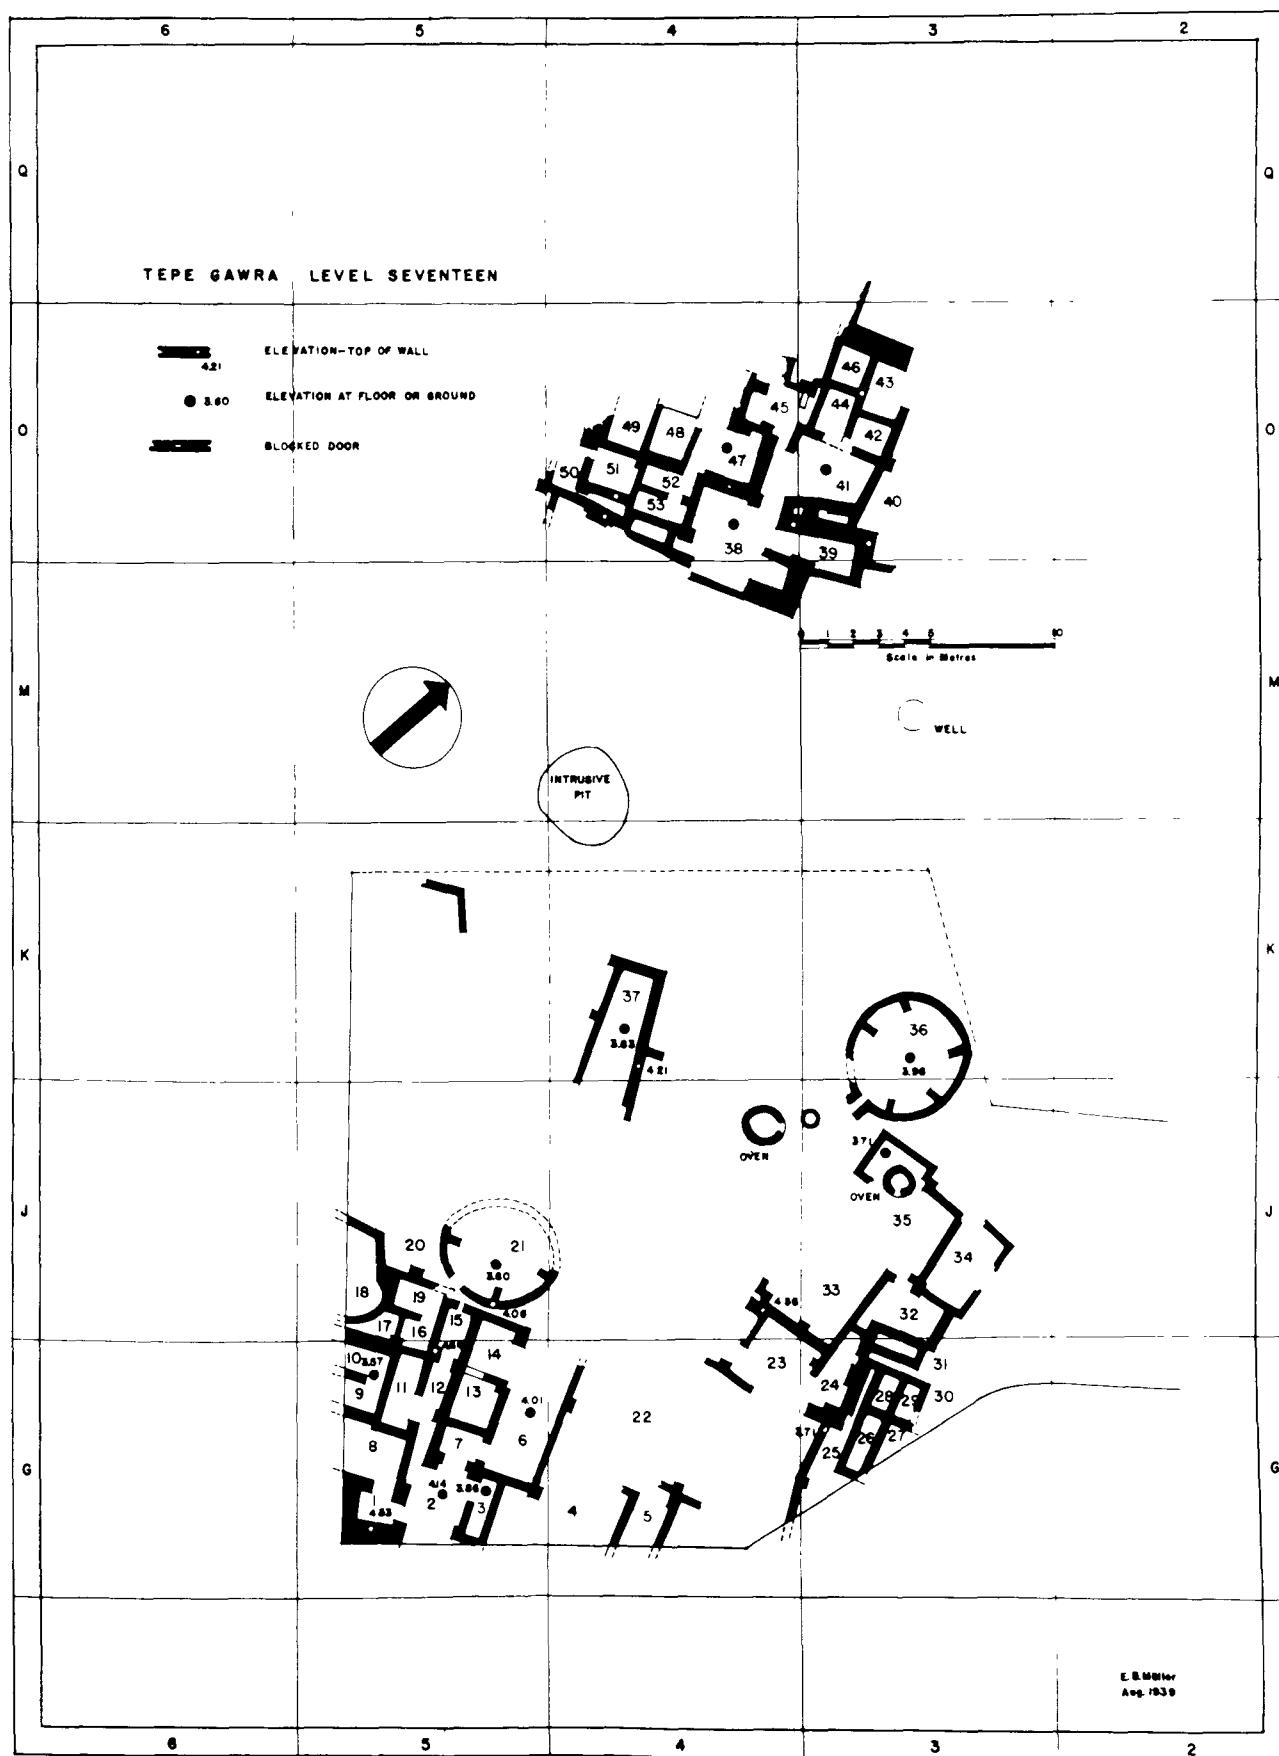 6 5 4 3 2
Q Q
TEPE GAWRA LEVEL SEVENTEEN
ELEVATION-TOP OF WALL
4.21
3.60 ELEVATION AT FLOOR OR GROUND
BLOCKED DOOR
46 43
45 44
O 49 48 42 O
47
50 51 52 41
53 40
38 39
0 1 2 3 4 5 10
Scale in Metres
M M
WELL
INTRUSIVE
PIT
K K
37
36
3.63
3.96
4.21
3.71
OVEN
OVEN
J 35 J
20 21 34
3.80
18 19 33
4.06 4.36 32
17 16 15
14 23 31
10 3.57
9 11 12 13 24 28 29 30
4.01 22
8 7 6 3.71 25 26 27
G G
4.14 3.86
2 3 4 5
4.53
E. B. Müller
Aug. 1939
6 5 4 3 2